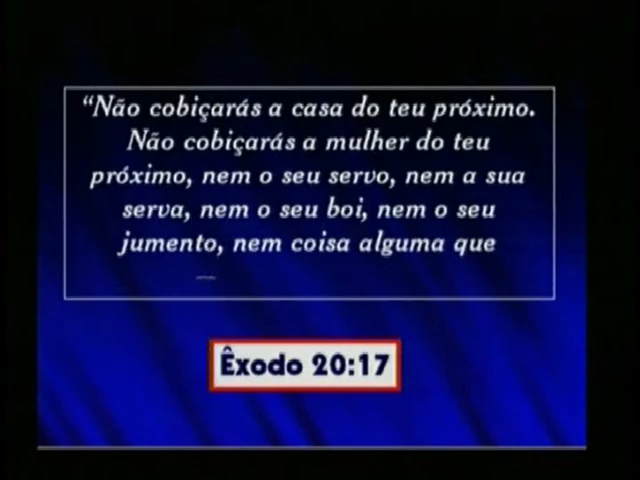 “Não cobiçarás a casa do teu próximo.
Não cobiçarás a mulher do teu
próximo, nem o seu servo, nem a sua
serva, nem o seu boi, nem o seu
jumento, nem coisa alguma que
Êxodo 20:17